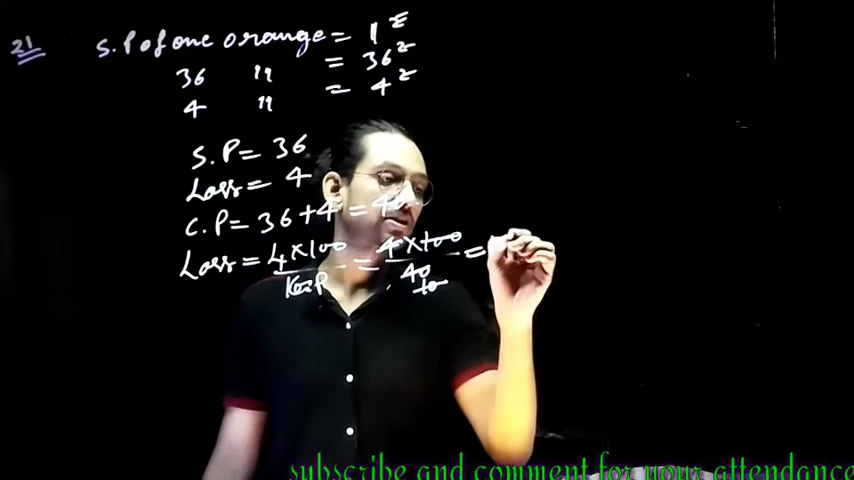 21 S.P of one orange = 1
36 " = 36
4 " = 4
S.P = 36
Loss = 4
C.P = 36 + 4 = 40
Loss = 4 × 100 = 4 × 100 =
40
10
subscribe and comment for your attendance